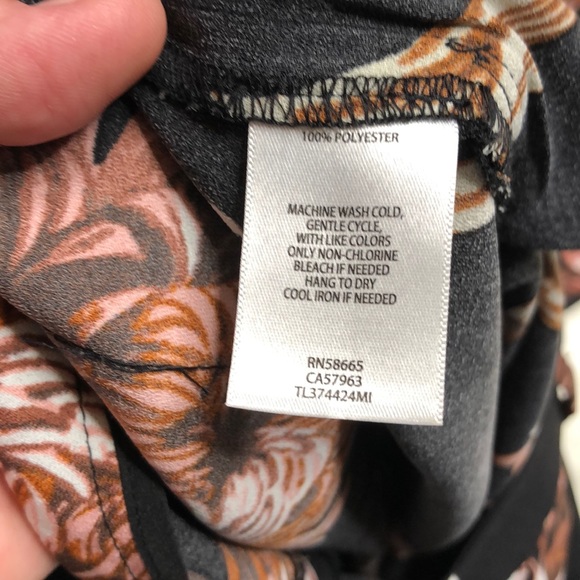 100% POLYESTER
MACHINE WASH COLD,
GENTLE CYCLE,
WITH LIKE COLORS
ONLY NON-CHLORINE
BLEACH IF NEEDED
HANG TO DRY
COOL IRON IF NEEDED
RN58665
CA57963
TL374424MI